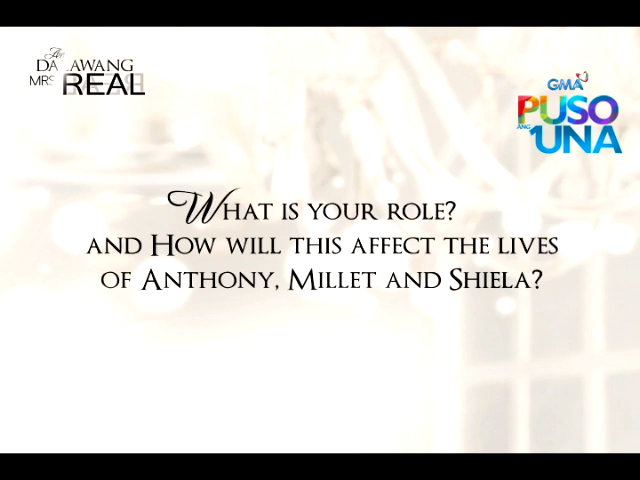 Ang
DALAWANG
MRS REAL
GMA
PUSO
ANG
UNA
WHAT IS YOUR ROLE?
AND HOW WILL THIS AFFECT THE LIVES
OF ANTHONY, MILLET AND SHIELA?